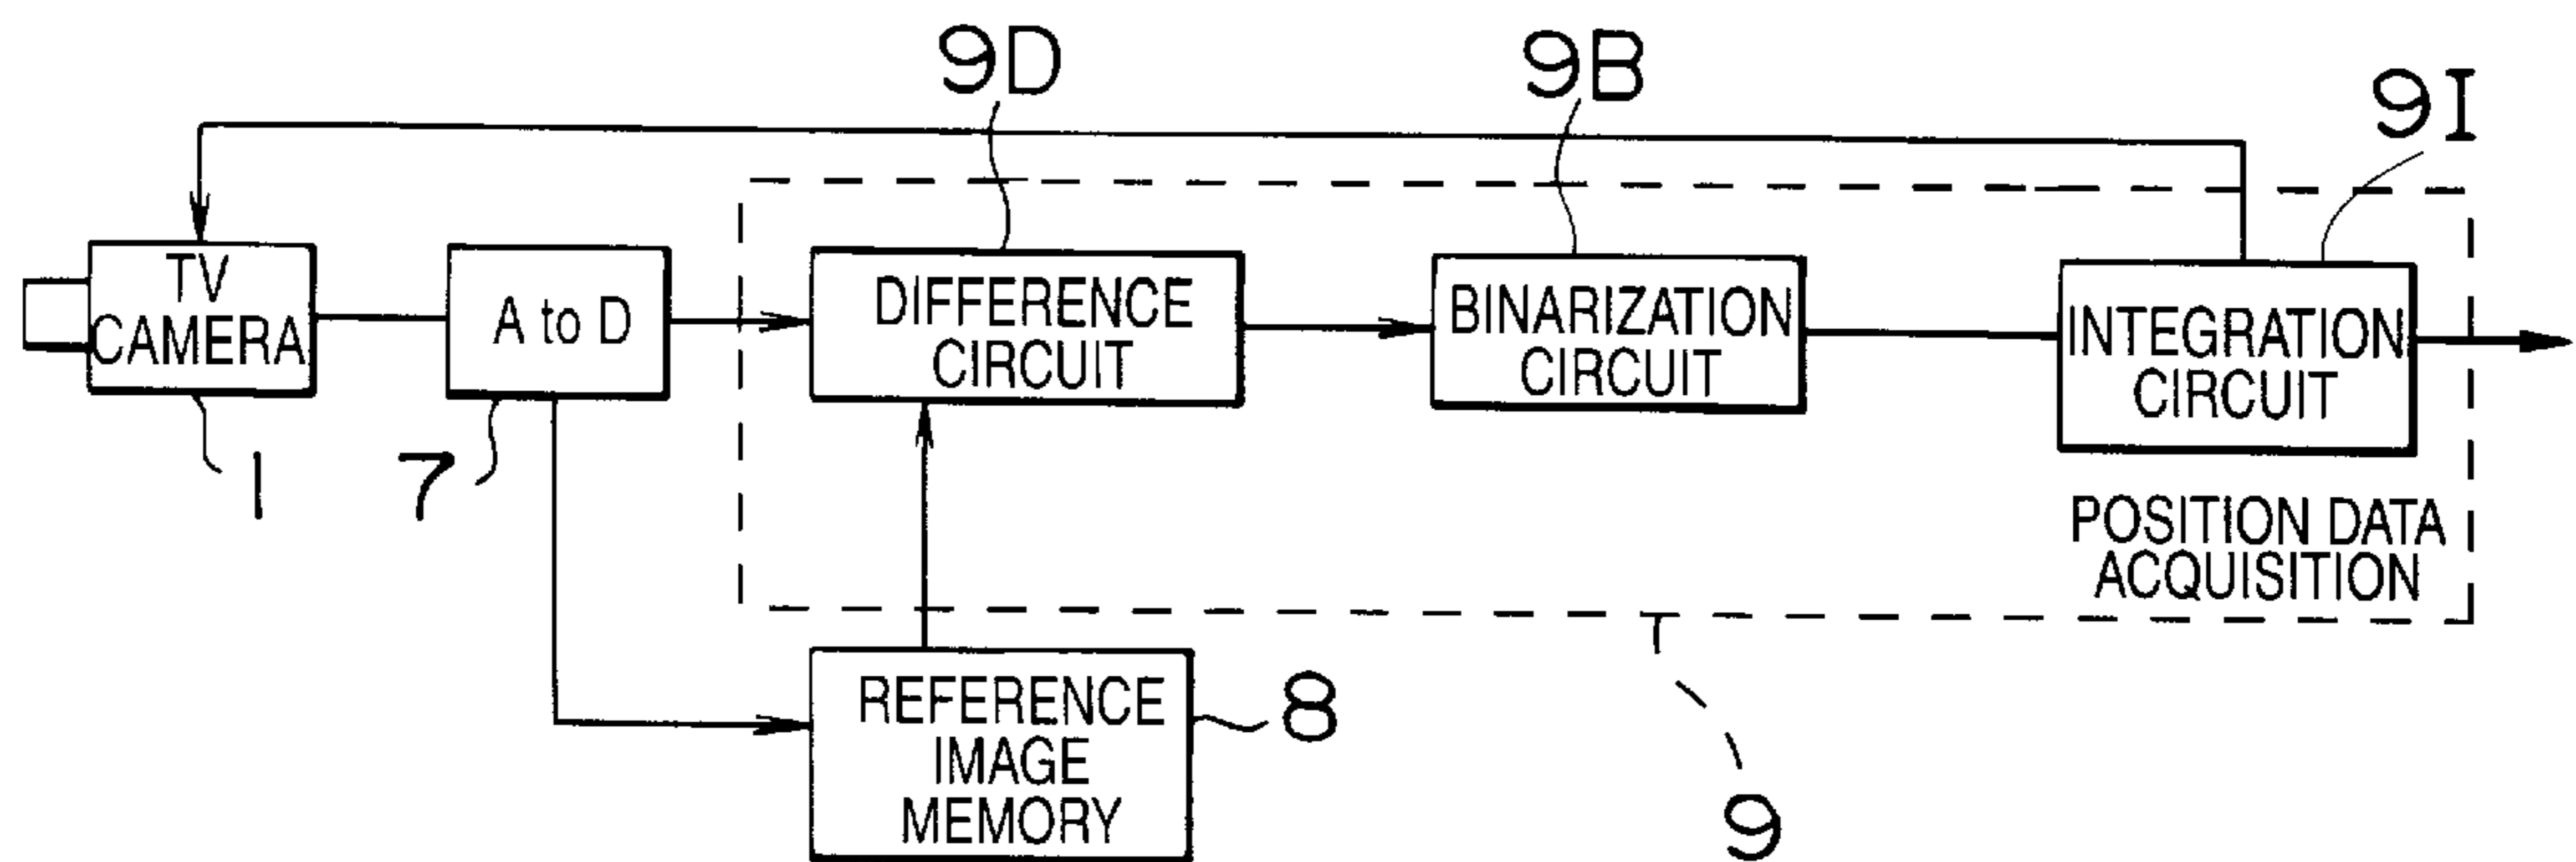 9D
9B
9I
TV
CAMERA
A to D
DIFFERENCE
CIRCUIT
BINARIZATION
CIRCUIT
INTEGRATION
CIRCUIT
1
7
POSITION DATA
ACQUISITION
REFERENCE
IMAGE
MEMORY
8
9